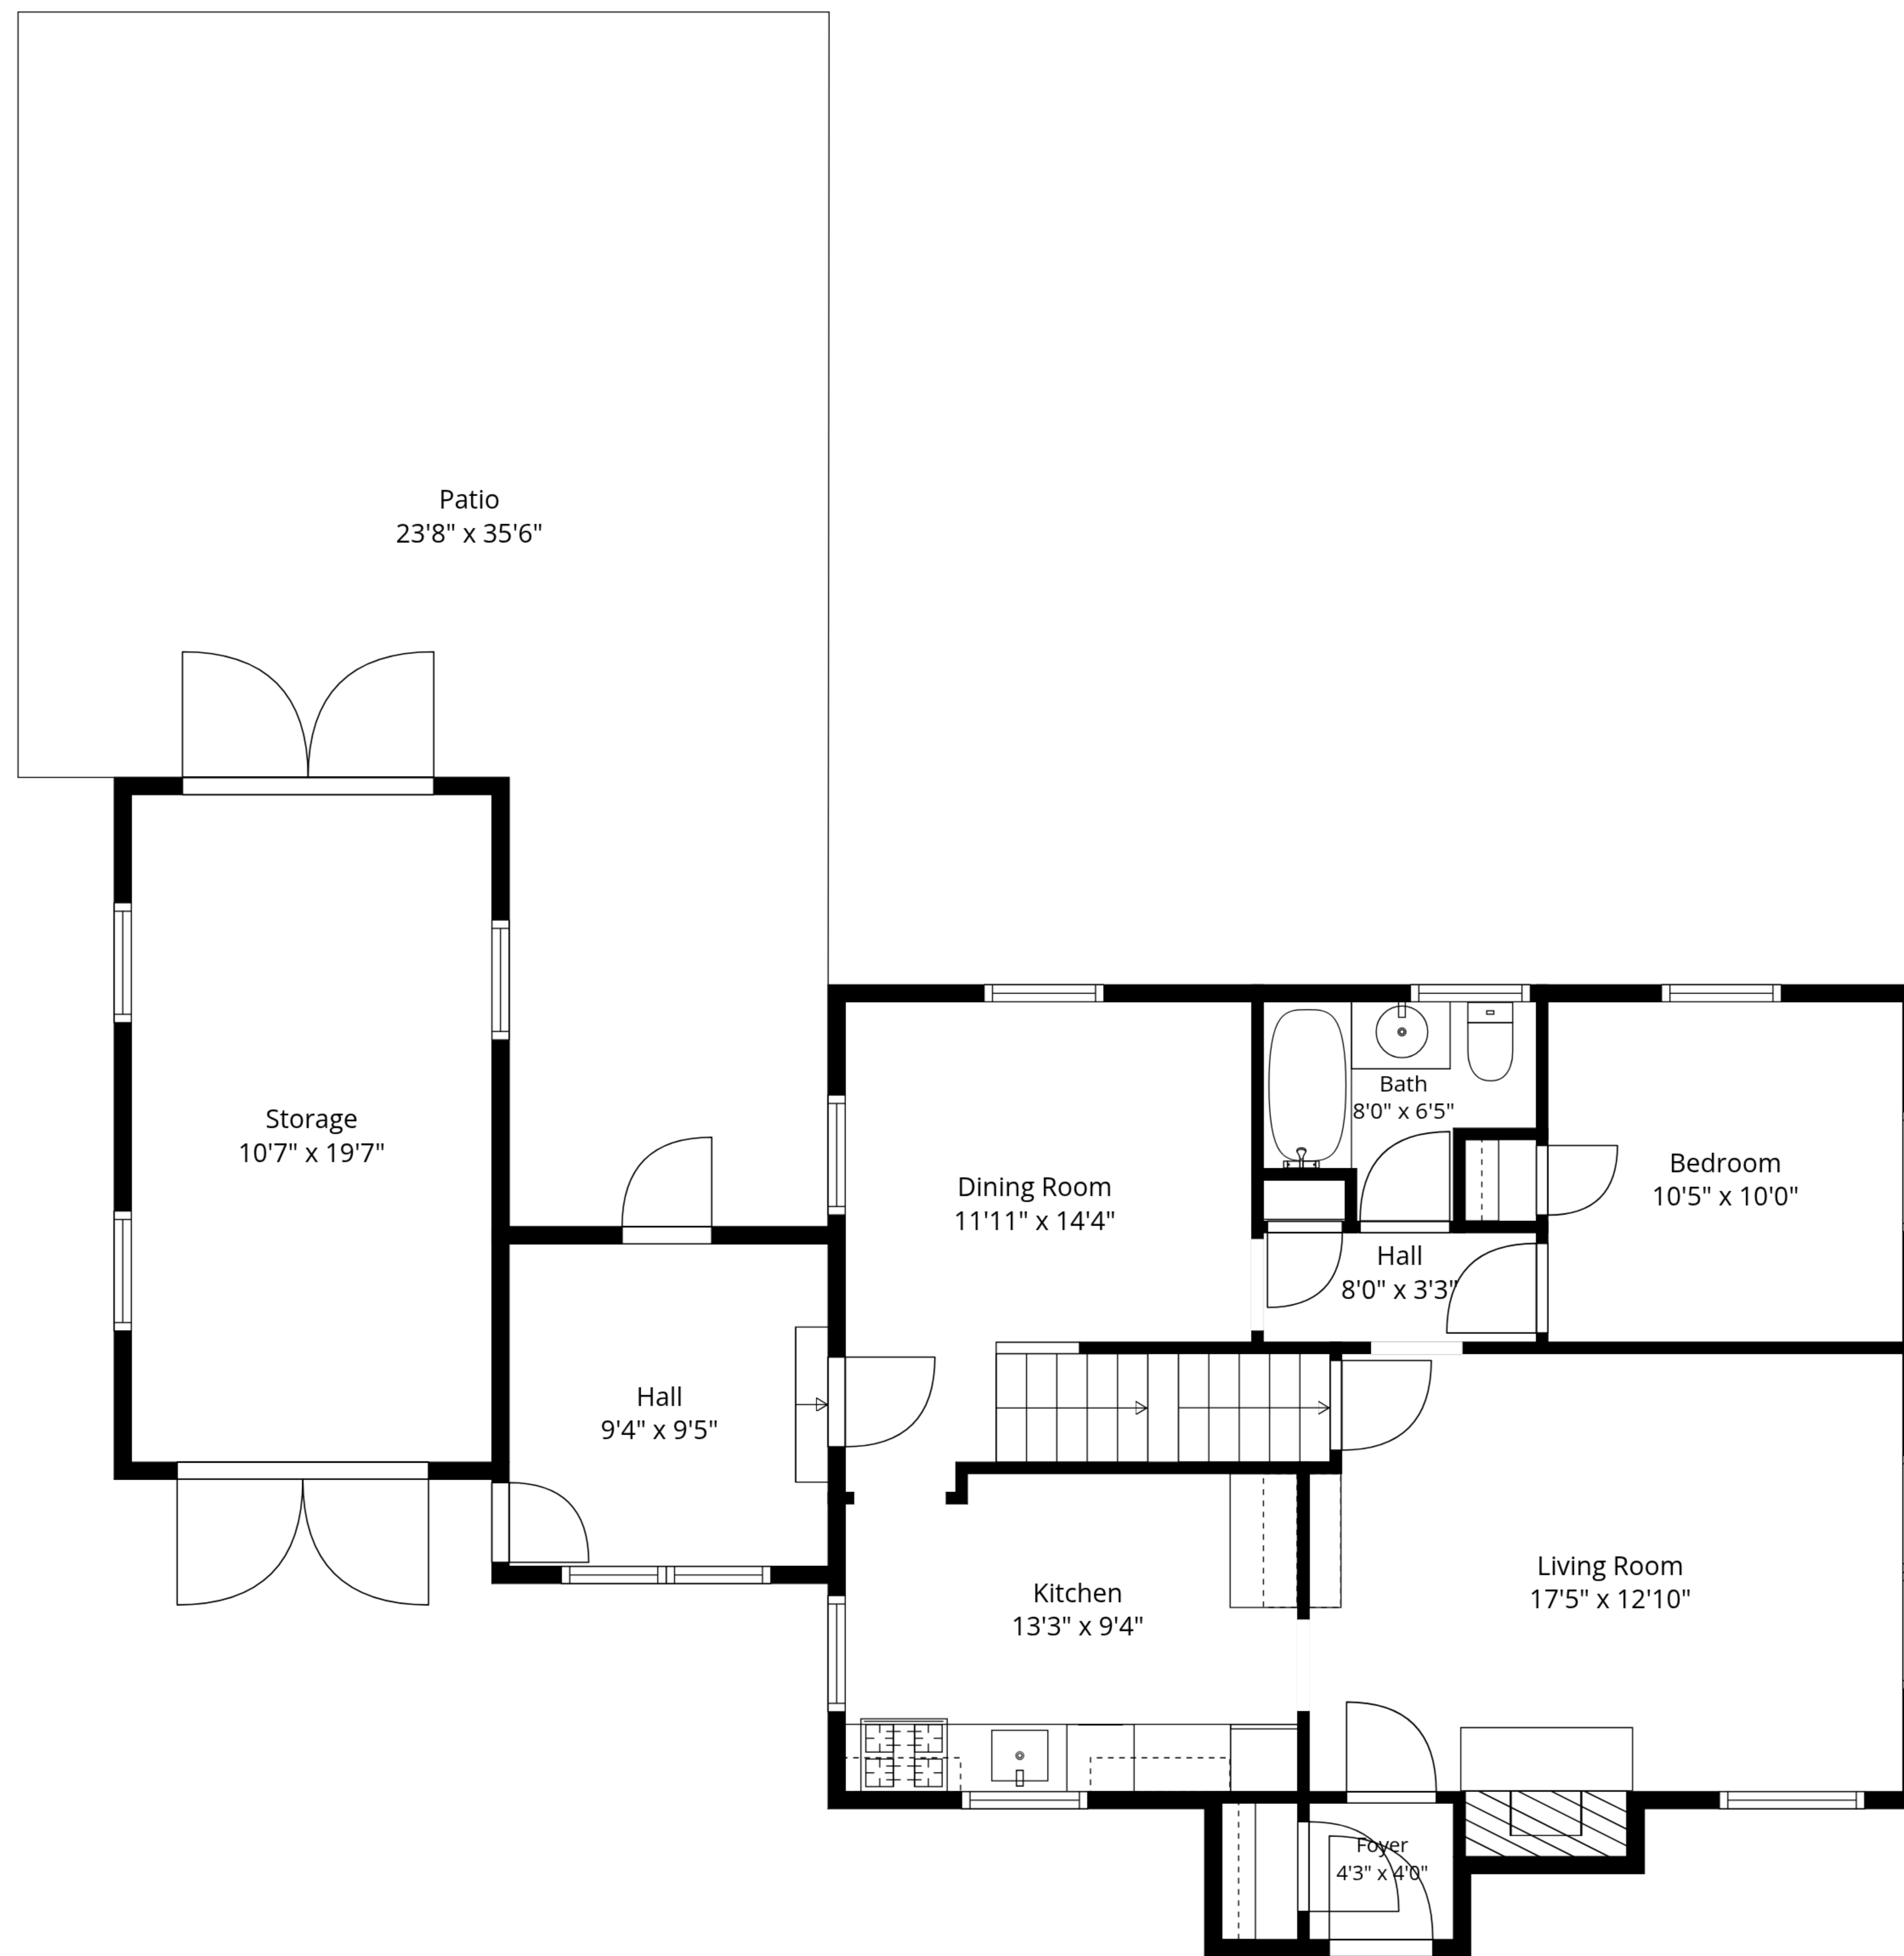 Patio
23'8" x 35'6"
Storage
10'7" x 19'7"
Dining Room
11'11" x 14'4"
Bath
8'0" x 6'5"
Bedroom
10'5" x 10'0"
Hall
8'0" x 3'3"
Hall
9'4" x 9'5"
Kitchen
13'3" x 9'4"
Living Room
17'5" x 12'10"
Foyer
4'3" x 4'0"